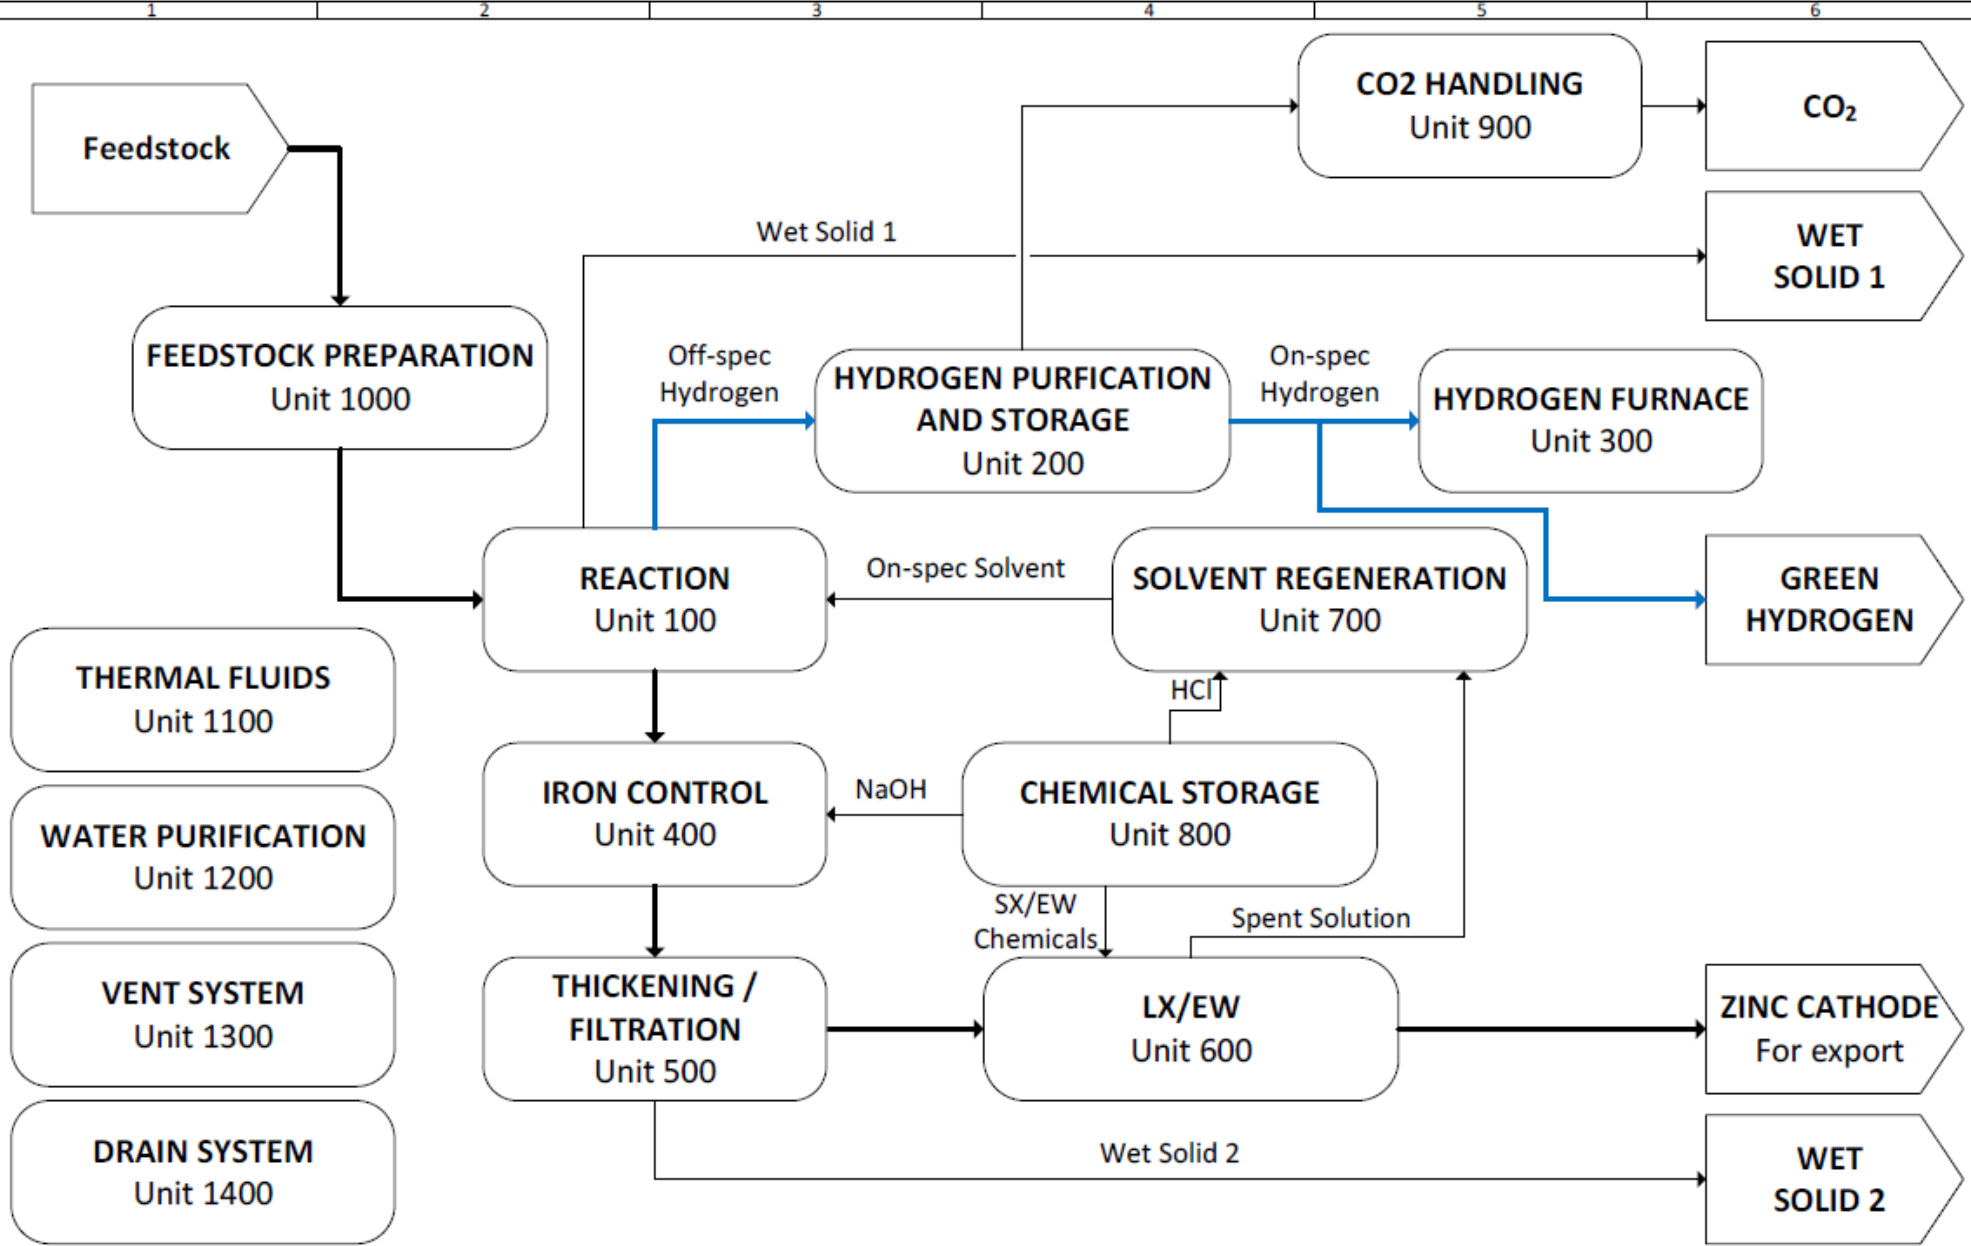 1 2 3 4 5 6
Feedstock
CO2 HANDLING
Unit 900
CO₂
Wet Solid 1
WET
SOLID 1
FEEDSTOCK PREPARATION
Unit 1000
Off-spec
Hydrogen
HYDROGEN PURFICATION
AND STORAGE
Unit 200
On-spec
Hydrogen
HYDROGEN FURNACE
Unit 300
REACTION
Unit 100
On-spec Solvent
SOLVENT REGENERATION
Unit 700
GREEN
HYDROGEN
THERMAL FLUIDS
Unit 1100
HCl
IRON CONTROL
Unit 400
NaOH
CHEMICAL STORAGE
Unit 800
WATER PURIFICATION
Unit 1200
SX/EW
Chemicals
Spent Solution
VENT SYSTEM
Unit 1300
THICKENING /
FILTRATION
Unit 500
LX/EW
Unit 600
ZINC CATHODE
For export
DRAIN SYSTEM
Unit 1400
Wet Solid 2
WET
SOLID 2